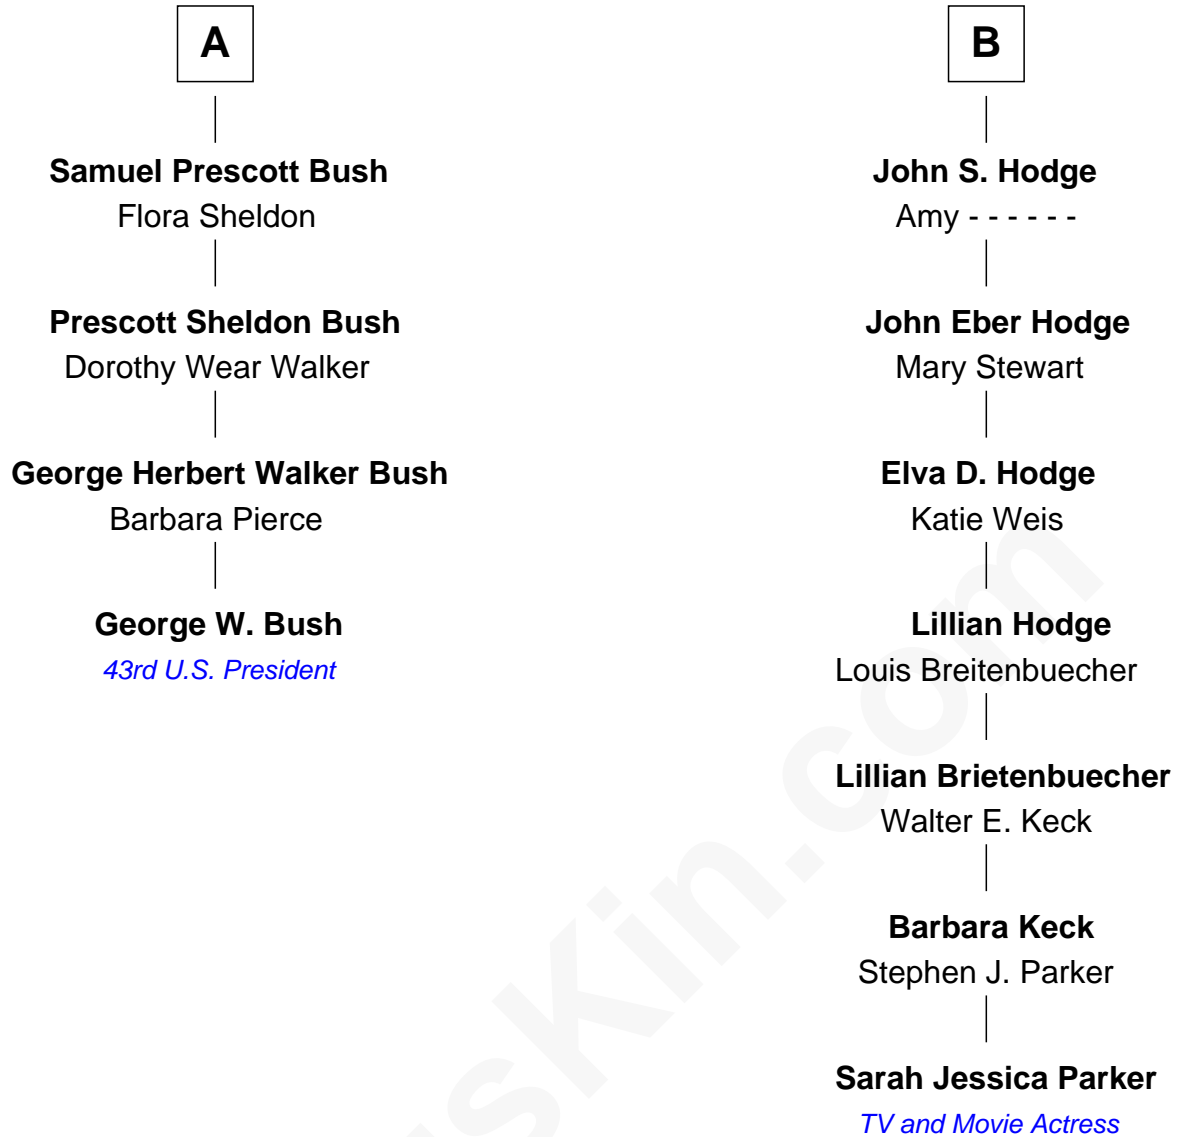 A
Samuel Prescott Bush
Flora Sheldon
Prescott Sheldon Bush
Dorothy Wear Walker
George Herbert Walker Bush
Barbara Pierce
George W. Bush
43rd U.S. President
B
John S. Hodge
Amy - - - - - -
John Eber Hodge
Mary Stewart
Elva D. Hodge
Katie Weis
Lillian Hodge
Louis Breitenbuecher
Lillian Brietenbuecher
Walter E. Keck
Barbara Keck
Stephen J. Parker
Sarah Jessica Parker
TV and Movie Actress
usKin.com